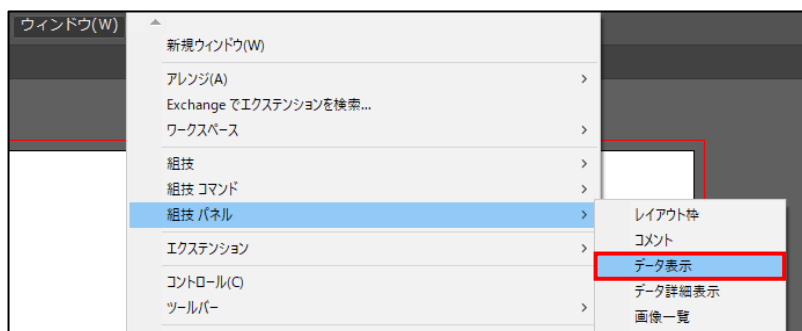 ウィンドウ(W)
新規ウィンドウ(W)
アレンジ(A)
Exchange でエクステンションを検索...
ワークスペース
組技
組技 コマンド
組技 パネル
レイアウト枠
コメント
エクステンション
データ表示
データ詳細表示
コントロール(C)
ツールバー
画像一覧